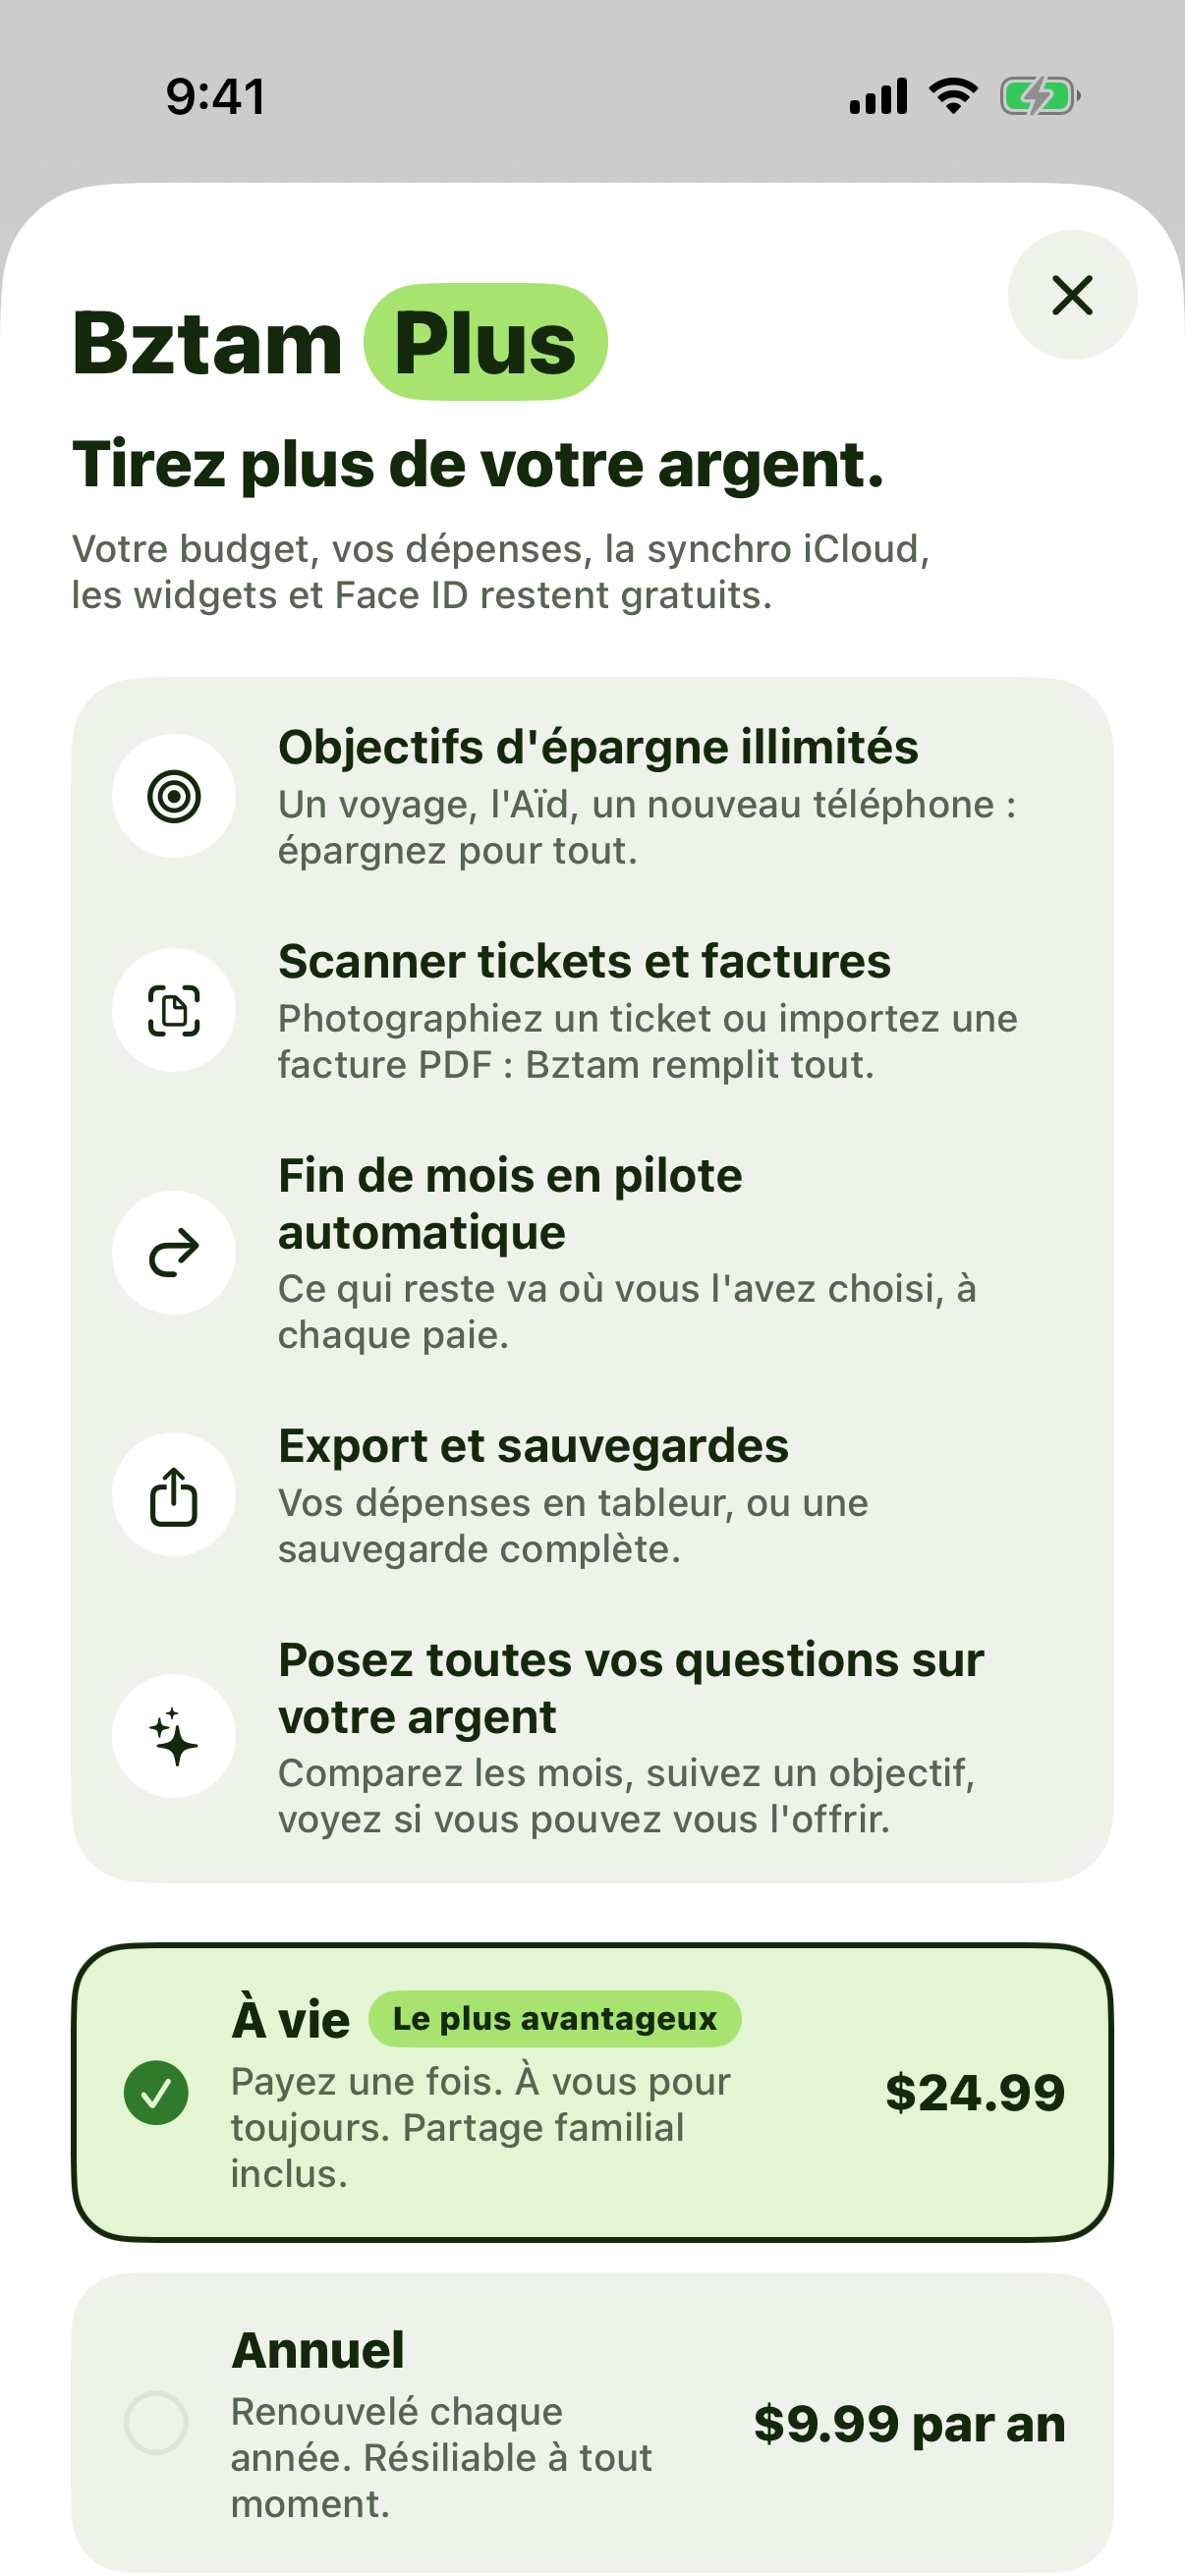 9:41
Bztam Plus
Tirez plus de votre argent.
Votre budget, vos dépenses, la synchro iCloud,
les widgets et Face ID restent gratuits.
Objectifs d'épargne illimités
Un voyage, l'Aïd, un nouveau téléphone :
épargnez pour tout.
Scanner tickets et factures
Photographiez un ticket ou importez une
facture PDF : Bztam remplit tout.
Fin de mois en pilote
automatique
Ce qui reste va où vous l'avez choisi, à
chaque paie.
Export et sauvegardes
Vos dépenses en tableur, ou une
sauvegarde complète.
Posez toutes vos questions sur
votre argent
Comparez les mois, suivez un objectif,
voyez si vous pouvez vous l'offrir.
À vie Le plus avantageux
Payez une fois. À vous pour
toujours. Partage familial
inclus.
$24.99
Annuel
Renouvelé chaque
année. Résiliable à tout
moment.
$9.99 par an